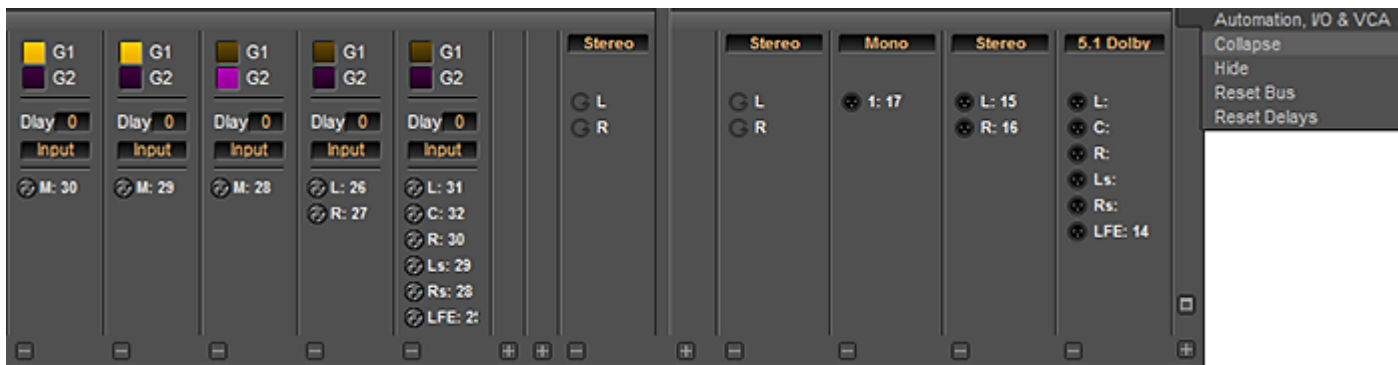 Automation, I/O & VCA
Collapse
Hide
Reset Bus
Reset Delays
Stereo Stereo Mono Stereo 5.1 Dolby
G1 G1 G1 G1 G1
G2 G2 G2 G2 G2
L L 1: 17 L: 15 L:
Dlay 0 Dlay 0 Dlay 0 Dlay 0 Dlay 0
R R R: 16 C:
Input Input Input Input Input
R:
M: 30 M: 29 M: 28 L: 26 L: 31
Ls:
R: 27 C: 32
Rs:
R: 30
LFE: 14
Ls: 29
Rs: 28
LFE: